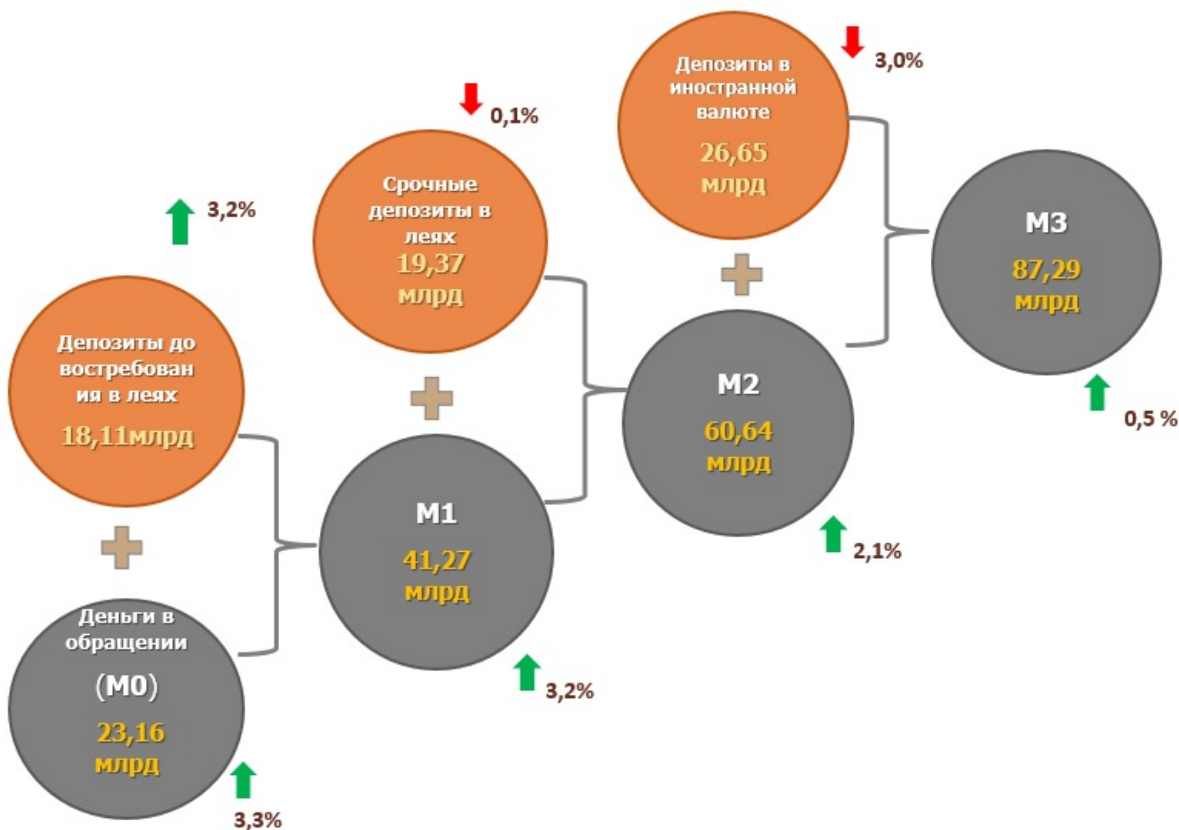 3,2%
Депозиты до
востребован
ия в леях
18,11млрд
Деньги в
обращении
(М0)
23,16
млрд
3,3%
0,1%
Срочные
депозиты в
леях
19,37
млрд
М1
41,27
млрд
3,2%
3,0%
Депозиты в
иностранной
валюте
26,65
млрд
М2
60,64
млрд
2,1%
М3
87,29
млрд
0,5 %